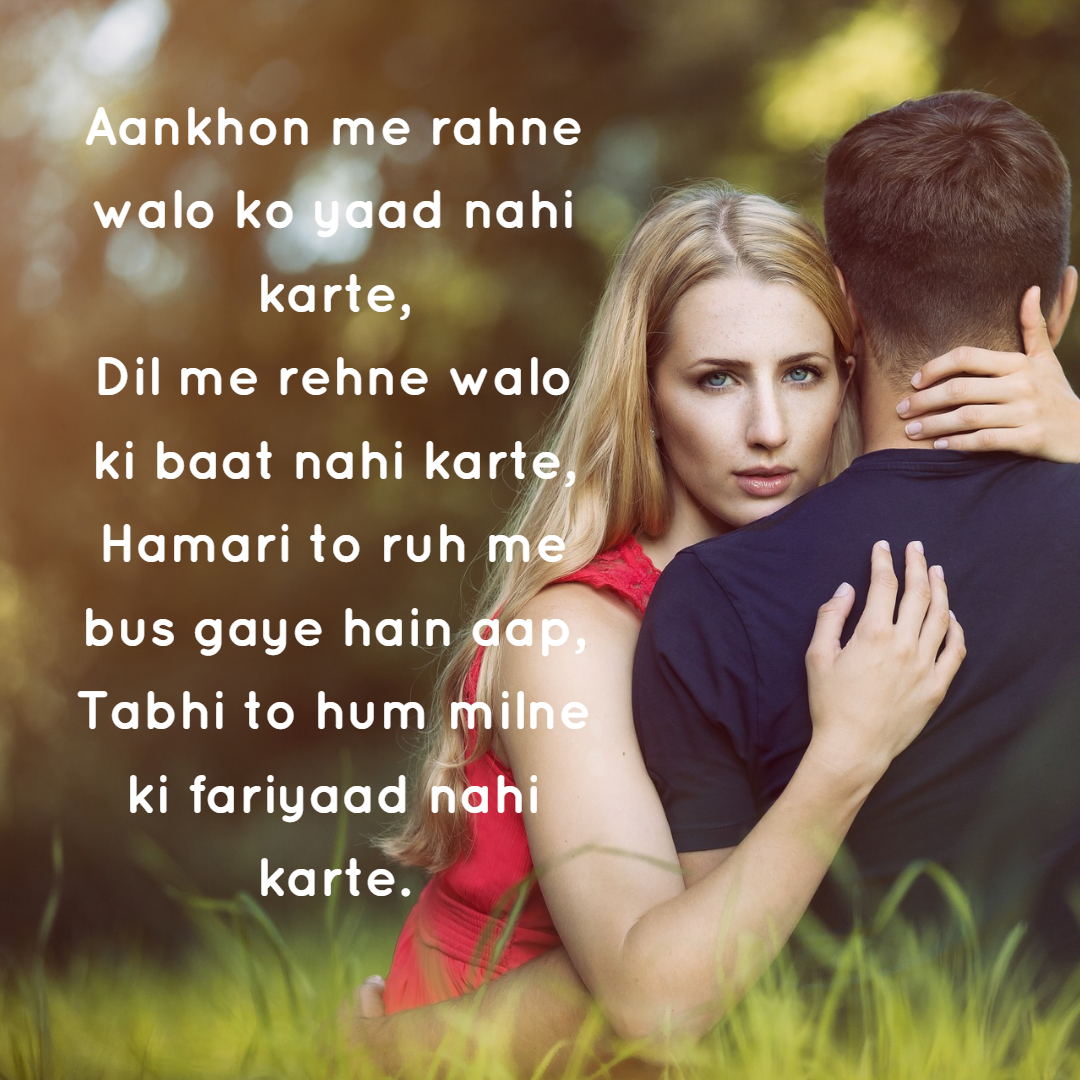 Aankhon me rahne
walo ko yaad nahi
karte,
Dil me rehne walo
ki baat nahi karte,
Hamari to ruh me
bus gaye hain aap,
Tabhi to hum milne
ki fariyaad nahi
karte.